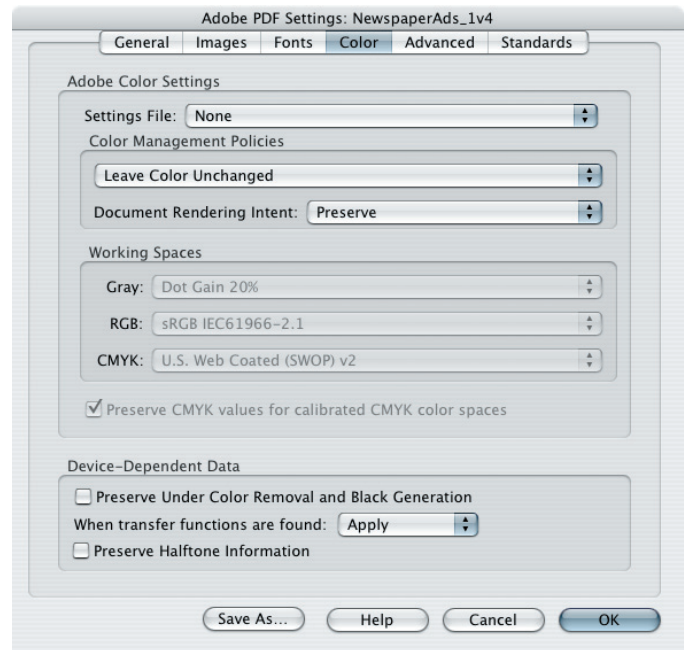 Adobe PDF Settings: NewspaperAds_1v4
General Images Fonts Color Advanced Standards
Adobe Color Settings
Settings File: None
Color Management Policies
Leave Color Unchanged
Document Rendering Intent: Preserve
Working Spaces
Gray: Dot Gain 20%
RGB: sRGB IEC61966-2.1
CMYK: U.S. Web Coated (SWOP) v2
Preserve CMYK values for calibrated CMYK color spaces
Device-Dependent Data
Preserve Under Color Removal and Black Generation
When transfer functions are found: Apply
Preserve Halftone Information
Save As... Help Cancel OK